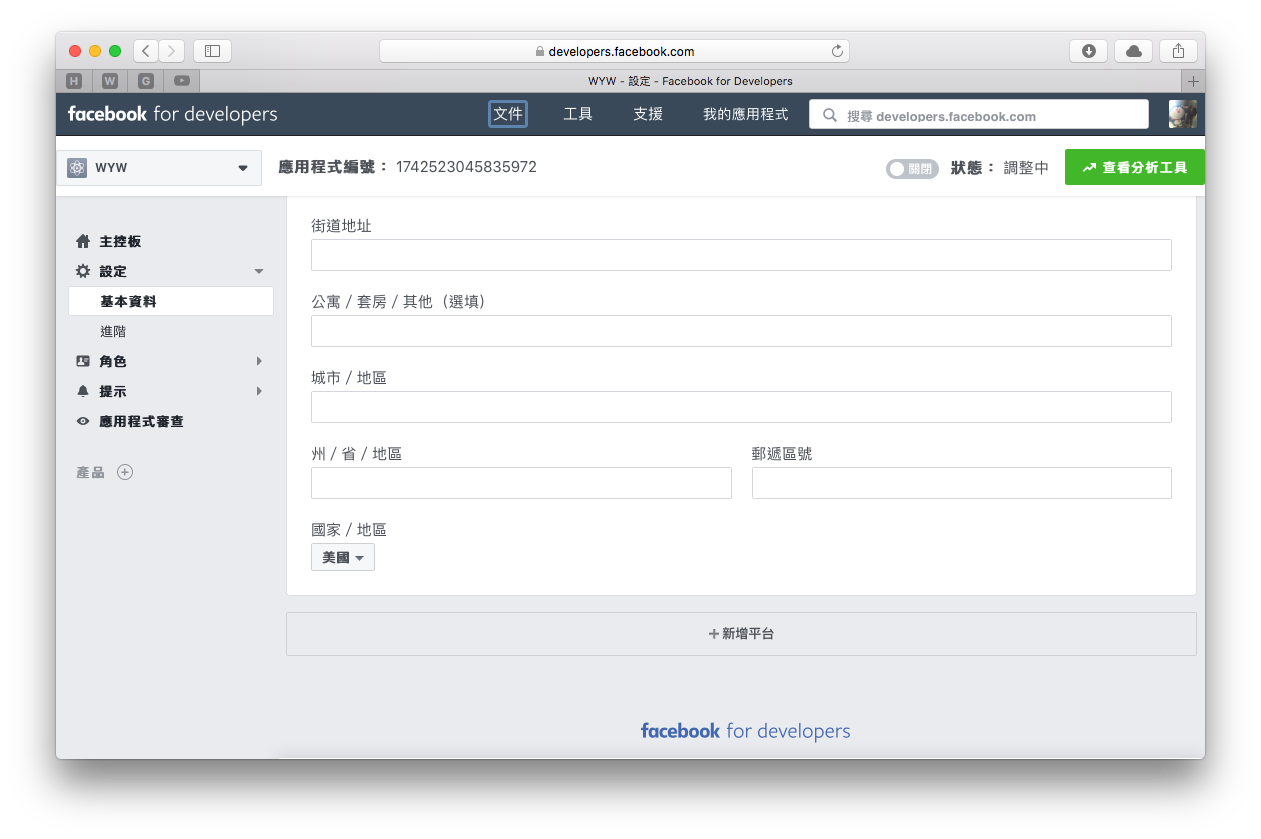 developers.facebook.com
H W G
WYW - 設定 - Facebook for Developers
facebook for developers 文件 工具 支援 我的應用程式 搜尋 developers.facebook.com
WYW 應用程式編號： 1742523045835972 關閉 狀態： 調整中 查看分析工具
主控板
設定
基本資料
進階
角色
提示
應用程式審查
產品
街道地址
公寓 / 套房 / 其他（選填）
城市 / 地區
州 / 省 / 地區 郵遞區號
國家 / 地區
美國
+ 新增平台
facebook for developers